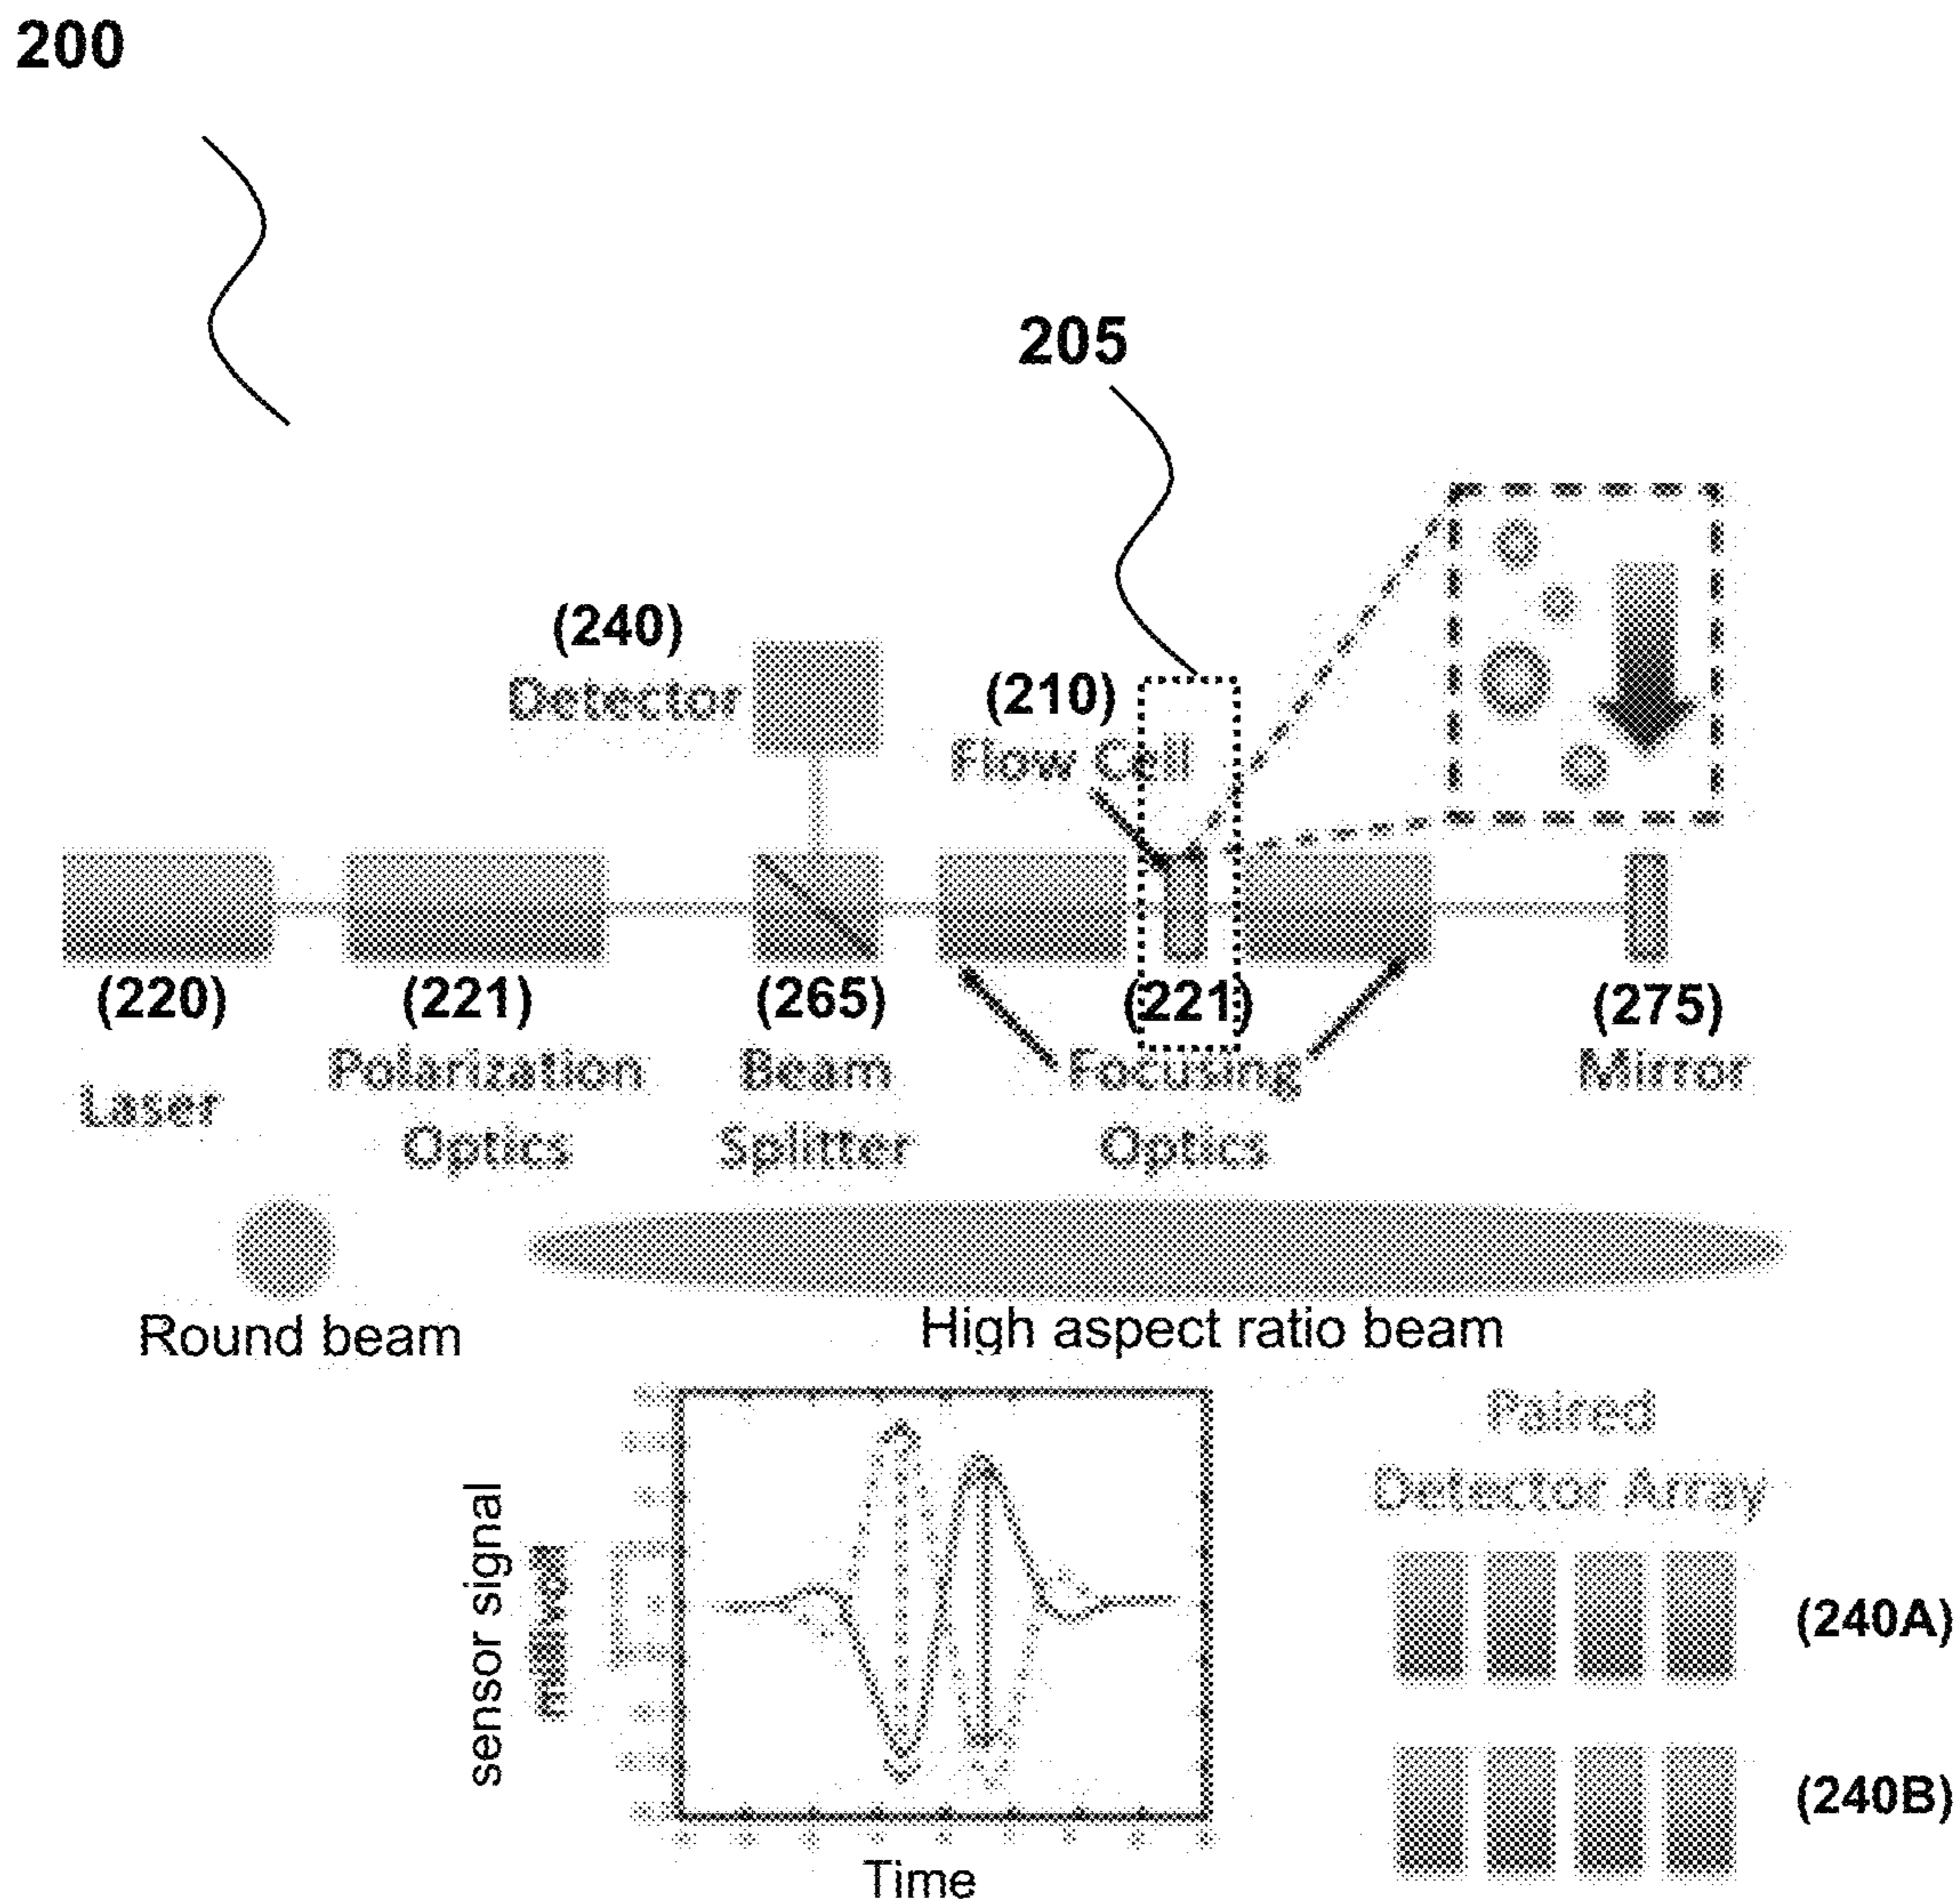 200
205
(240)
Detector
(210)
Flow Cell
(220)
(221)
(265)
(221)
(275)
Laser
Polarization
Optics
Beam
Splitter
Focusing
Optics
Mirror
Round beam
High aspect ratio beam
sensor signal
Time
Paired
Detector Array
(240A)
(240B)